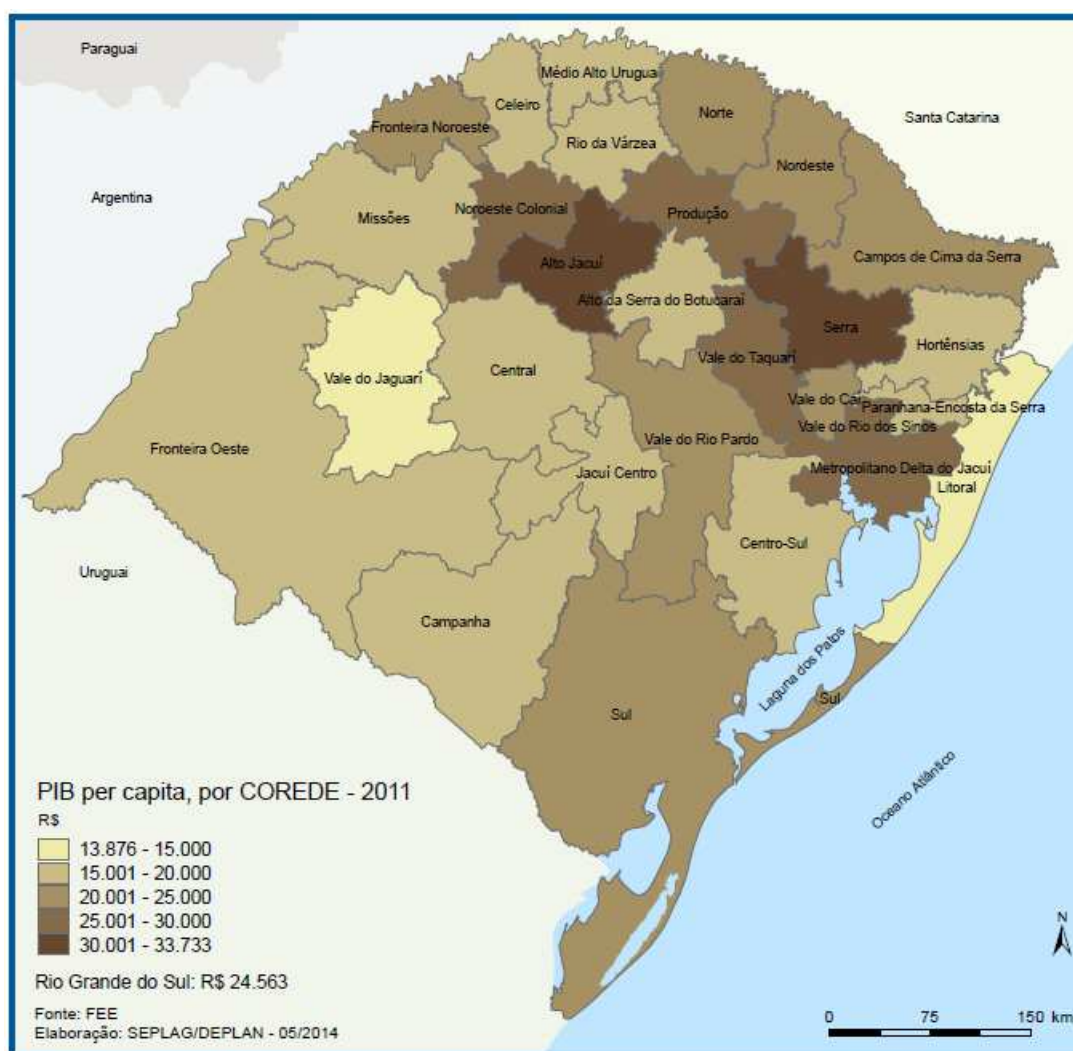 Paraguai
Médio Alto Urugua
Celeiro
Norte
Santa Catarina
Fronteira Noroeste
Rio da Várzea
Nordeste
Argentina
Noroeste Colonial
Produção
Missões
Alto Jacuí
Campos de Cima da Serra
Alto da Serra do Botucaraí
Serra
Hortênsias
Vale do Taquari
Central
Vale do Jaguarí
Vale do Caí
Paranhana-Encosta da Serra
Vale do Rio dos Sinos
Vale do Rio Pardo
Fronteira Oeste
Metropolitano Delta do Jacuí
Jacuí Centro
Litoral
Centro-Sul
Uruguai
Campanha
Laguna dos Patos
Sul
Sul
Oceano Atlântico
PIB per capita, por COREDE - 2011
R$
13.876 - 15.000
15.001 - 20.000
20.001 - 25.000
25.001 - 30.000
30.001 - 33.733
Rio Grande do Sul: R$ 24.563
Fonte: FEE
Elaboração: SEPLAG/DEPLAN - 05/2014
N
0 75 150 km